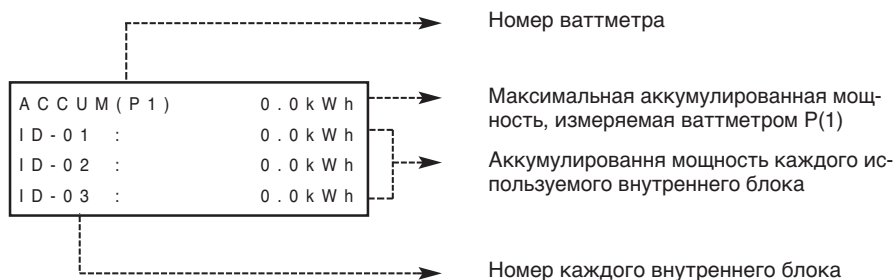 Номер ваттметра
ACCUM(P1) 0.0kWh
Максимальная аккумулированная мощ-
ность, измеряемая ваттметром P(1)
ID-01 : 0.0kWh
ID-02 : 0.0kWh
ID-03 : 0.0kWh
Аккумулировання мощность каждого ис-
пользуемого внутреннего блока
Номер каждого внутреннего блока